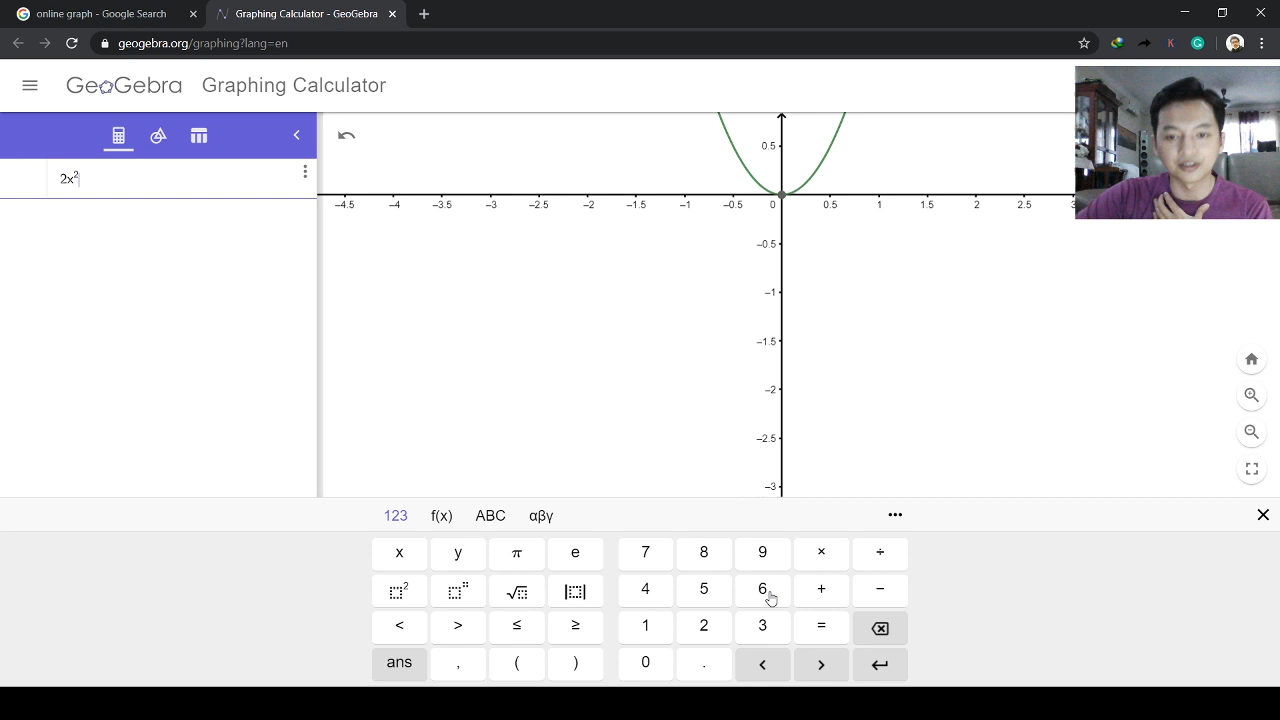 online graph - Google Search
Graphing Calculator - GeoGebra
geogebra.org/graphing?lang=en
GeoGebra Graphing Calculator
2x²
0.5
–4.5 –4 –3.5 –3 –2.5 –2 –1.5 –1 –0.5 0 0.5 1 1.5 2 2.5 3
–0.5
–1
–1.5
–2
–2.5
–3
123 f(x) ABC αβγ
x y π e 7 8 9 × ÷
2 √ 4 5 6 + −
< > ≤ ≥ 1 2 3 =
ans , ( ) 0 . < >